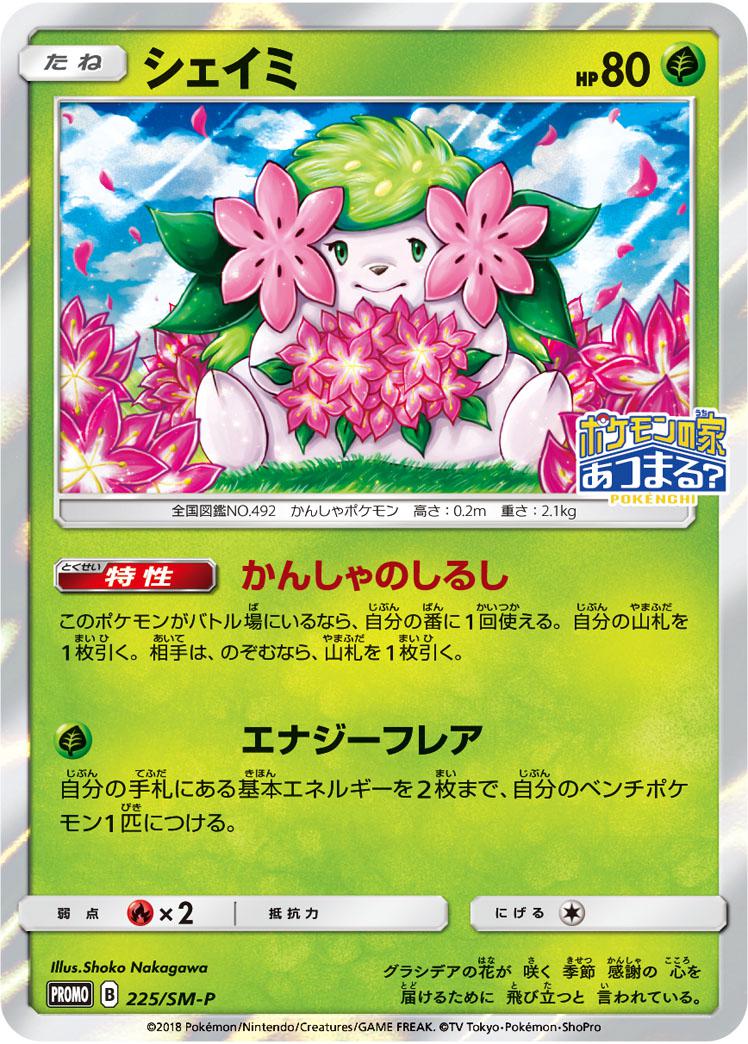 たね
シェイミ
HP 80
ポケモンの家
あつまる?
POKÉNCHI
全国図鑑NO.492 かんしゃポケモン 高さ:0.2m 重さ:2.1kg
特性 かんしゃのしるし
このポケモンがバトル場にいるなら、自分の番に1回使える。自分の山札を
1枚引く。相手は、のぞむなら、山札を1枚引く。
エナジーフレア
自分の手札にある基本エネルギーを2枚まで、自分のベンチポケ
モン1匹につける。
弱点 ×2 抵抗力 にげる
Illus.Shoko Nakagawa
PROMO B 225/SM-P
グラシデアの花が 咲く 季節 感謝の 心を
届けるために 飛び立つと 言われている。
©2018 Pokémon/Nintendo/Creatures/GAME FREAK. ©TV Tokyo・Pokémon・ShoPro